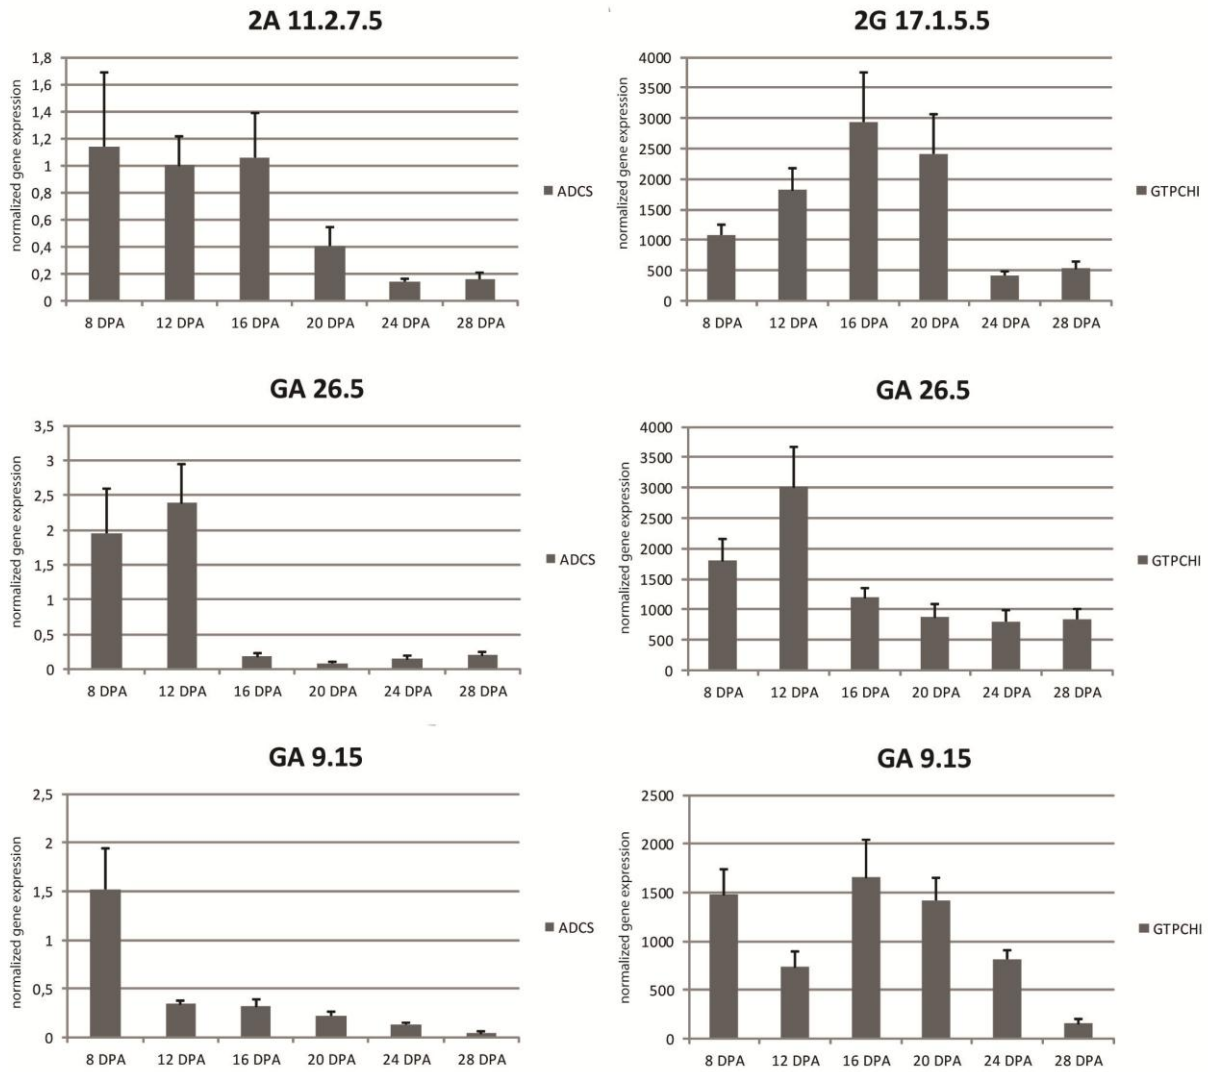 2A 11.2.7.5
normalized gene expression
1,8
1,6
1,4
1,2
1
0,8
0,6
0,4
0,2
0
8 DPA 12 DPA 16 DPA 20 DPA 24 DPA 28 DPA
ADCS
2G 17.1.5.5
normalized gene expression
4000
3500
3000
2500
2000
1500
1000
500
0
8 DPA 12 DPA 16 DPA 20 DPA 24 DPA 28 DPA
GTPCHI
GA 26.5
normalized gene expression
3,5
3
2,5
2
1,5
1
0,5
0
8 DPA 12 DPA 16 DPA 20 DPA 24 DPA 28 DPA
ADCS
GA 26.5
normalized gene expression
4000
3500
3000
2500
2000
1500
1000
500
0
8 DPA 12 DPA 16 DPA 20 DPA 24 DPA 28 DPA
GTPCHI
GA 9.15
normalized gene expression
2,5
2
1,5
1
0,5
0
8 DPA 12 DPA 16 DPA 20 DPA 24 DPA 28 DPA
ADCS
GA 9.15
normalized gene expression
2500
2000
1500
1000
500
0
8 DPA 12 DPA 16 DPA 20 DPA 24 DPA 28 DPA
GTPCHI